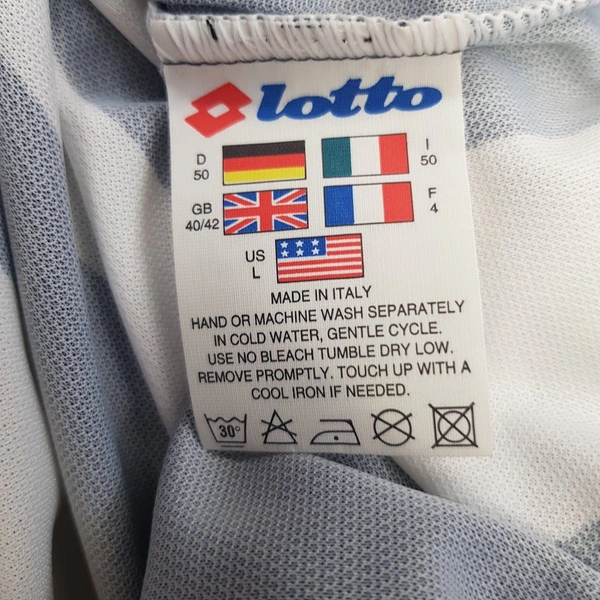 lotto
D
50
I
50
GB
40/42
F
4
US
L
MADE IN ITALY
HAND OR MACHINE WASH SEPARATELY
IN COLD WATER, GENTLE CYCLE.
USE NO BLEACH TUMBLE DRY LOW.
REMOVE PROMPTLY. TOUCH UP WITH A
COOL IRON IF NEEDED.
30°